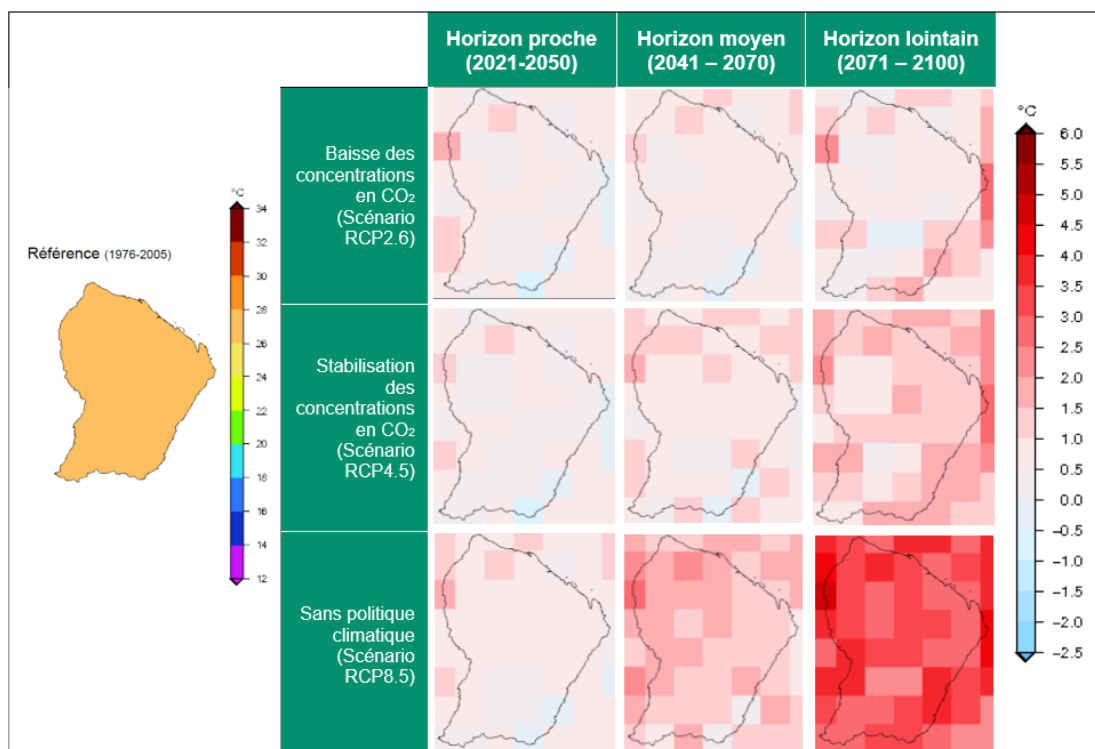 Horizon proche
(2021-2050)
Horizon moyen
(2041 – 2070)
Horizon lointain
(2071 – 2100)
Référence (1976-2005)
°C
34
32
30
28
26
24
22
20
18
16
14
12
Baisse des
concentrations
en CO₂
(Scénario
RCP2.6)
Stabilisation
des
concentrations
en CO₂
(Scénario
RCP4.5)
Sans politique
climatique
(Scénario
RCP8.5)
°C
6.0
5.5
5.0
4.5
4.0
3.5
3.0
2.5
2.0
1.5
1.0
0.5
0.0
−0.5
−1.0
−1.5
−2.0
−2.5